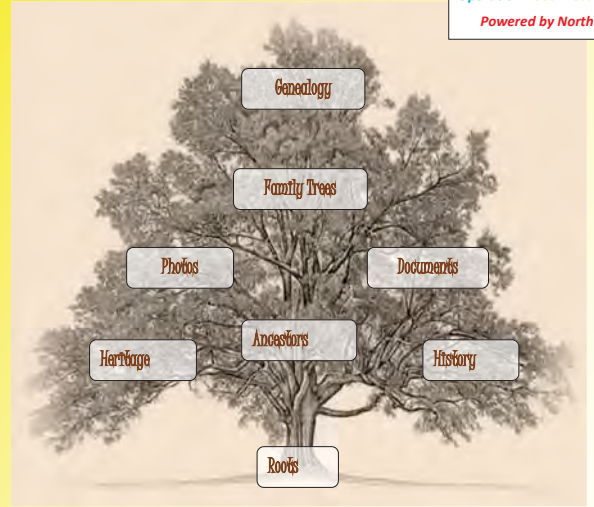 Powered by North
Genealogy
Family Trees
Photos
Documents
Ancestors
Heritage
History
Roots